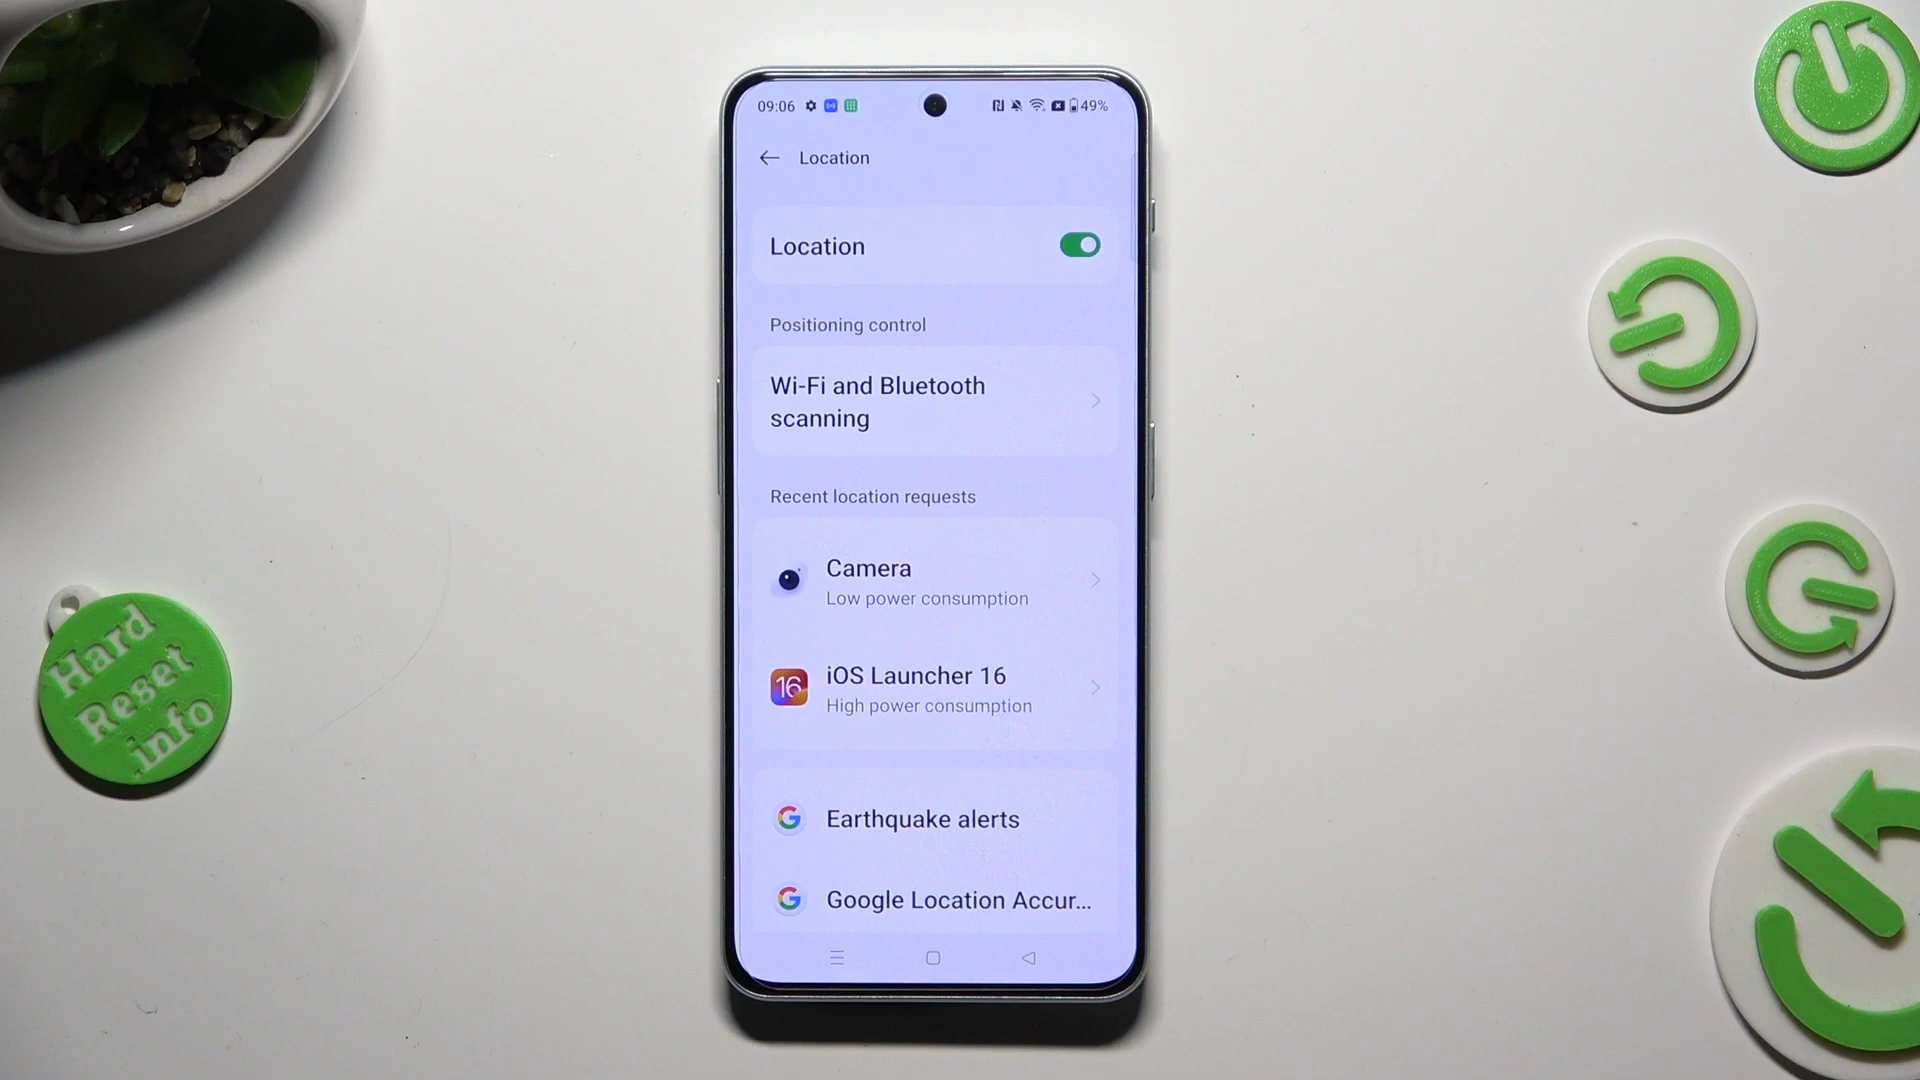 09:06
49%
Location
Location
Positioning control
Wi-Fi and Bluetooth
scanning
Recent location requests
Camera
Low power consumption
16
iOS Launcher 16
High power consumption
Earthquake alerts
Google Location Accur...
Hard
Reset
.info